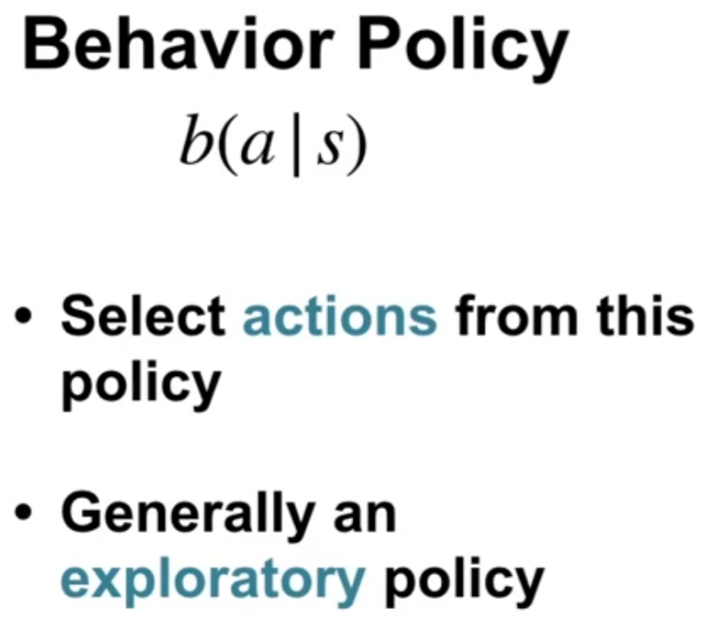 Behavior Policy
b(a | s)
• Select actions from this
policy
• Generally an
exploratory policy